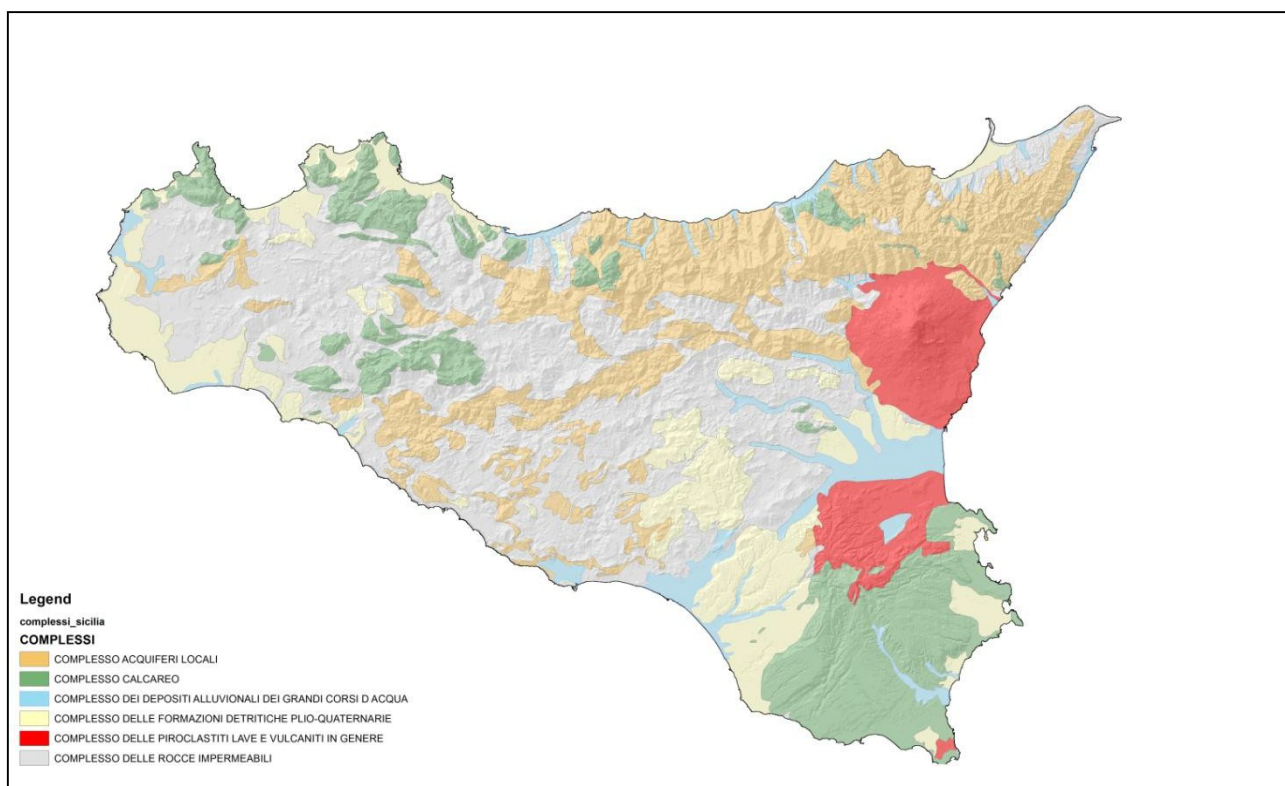 Legend
complessi_sicilia
COMPLESSI
COMPLESSO ACQUIFERI LOCALI
COMPLESSO CALCAREO
COMPLESSO DEI DEPOSITI ALLUVIONALI DEI GRANDI CORSI D ACQUA
COMPLESSO DELLE FORMAZIONI DETRITICHE PLIO-QUATERNARIE
COMPLESSO DELLE PIROCLASTITI LAVE E VULCANITI IN GENERE
COMPLESSO DELLE ROCCE IMPERMEABILI